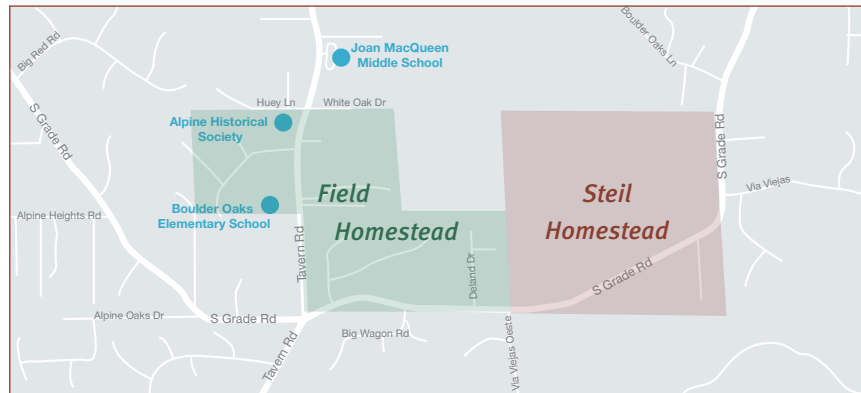 Big Red Rd
S Grade Rd
Joan MacQueen
Middle School
Boulder Oaks Ln
Huey Ln
White Oak Dr
Alpine Historical
Society
S Grade Rd
Via Viejas
Field
Homestead
Steil
Homestead
Boulder Oaks
Elementary School
Alpine Heights Rd
Tavern Rd
Deland Dr
S Grade Rd
Alpine Oaks Dr
S Grade Rd
Big Wagon Rd
Tavern Rd
Via Viejas Oeste